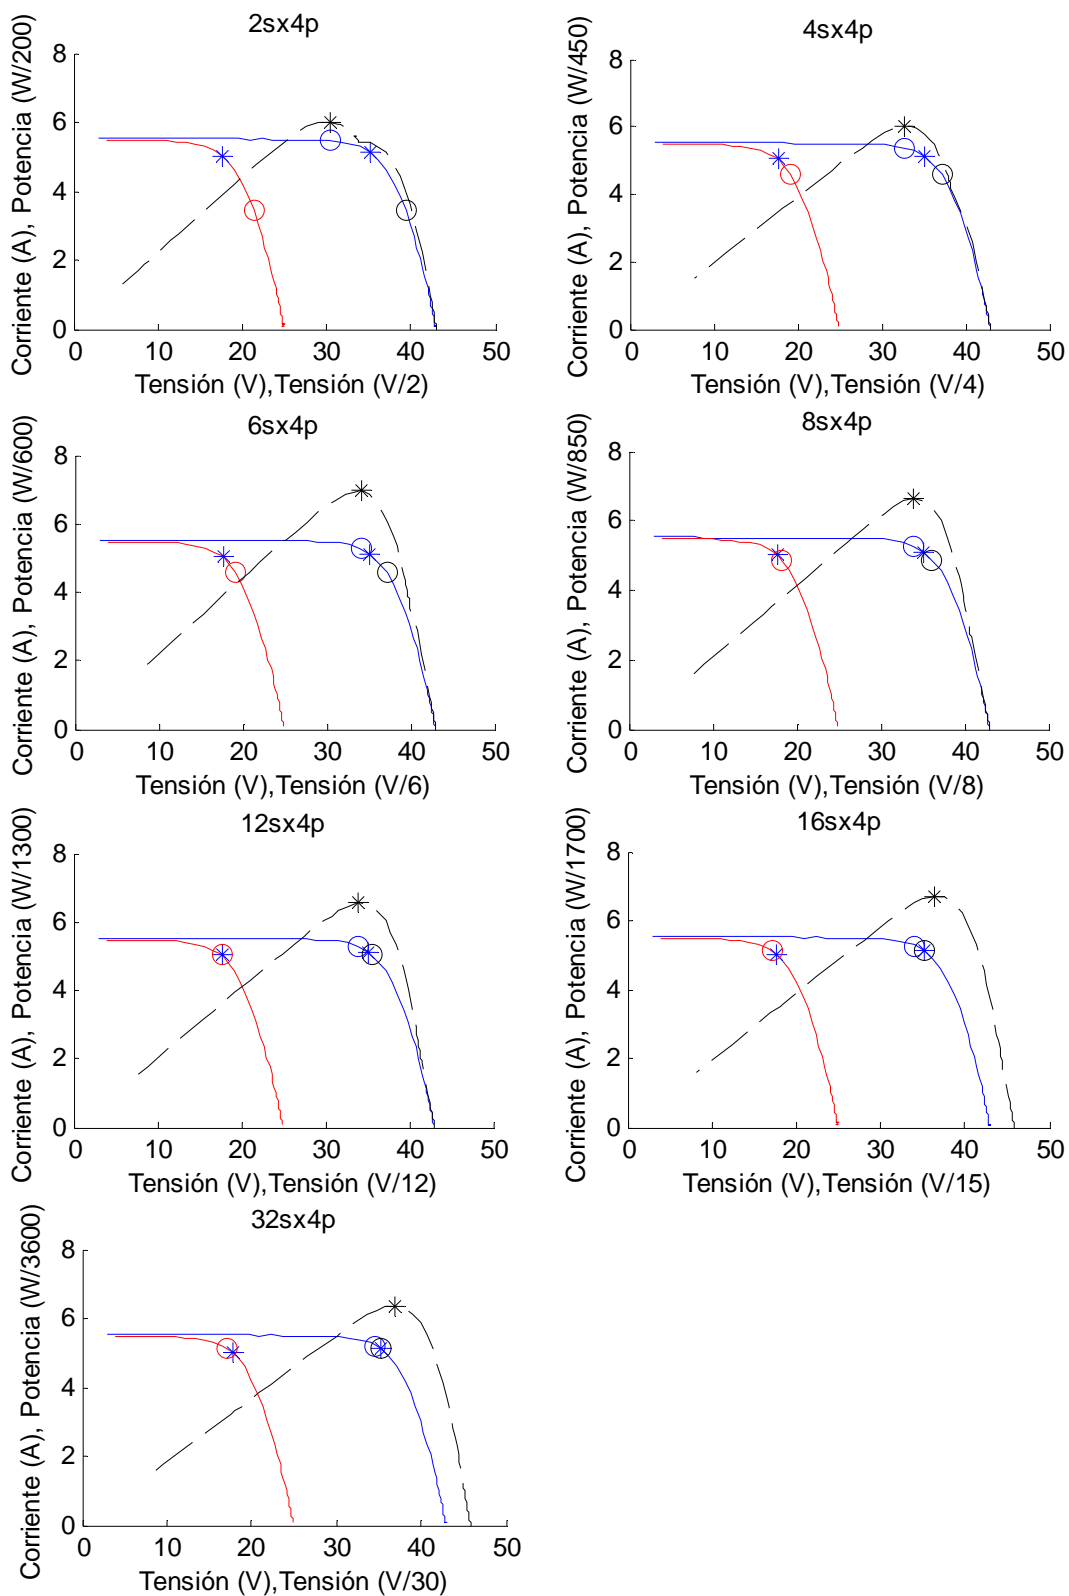 2sx4p
Corriente (A), Potencia (W/200)
8
6
4
2
0
0 10 20 30 40 50
Tensión (V),Tensión (V/2)
4sx4p
Corriente (A), Potencia (W/450)
8
6
4
2
0
0 10 20 30 40 50
Tensión (V),Tensión (V/4)
6sx4p
Corriente (A), Potencia (W/600)
8
6
4
2
0
0 10 20 30 40 50
Tensión (V),Tensión (V/6)
8sx4p
Corriente (A), Potencia (W/850)
8
6
4
2
0
0 10 20 30 40 50
Tensión (V),Tensión (V/8)
12sx4p
Corriente (A), Potencia (W/1300)
8
6
4
2
0
0 10 20 30 40 50
Tensión (V),Tensión (V/12)
16sx4p
Corriente (A), Potencia (W/1700)
8
6
4
2
0
0 10 20 30 40 50
Tensión (V),Tensión (V/15)
32sx4p
Corriente (A), Potencia (W/3600)
8
6
4
2
0
0 10 20 30 40 50
Tensión (V),Tensión (V/30)